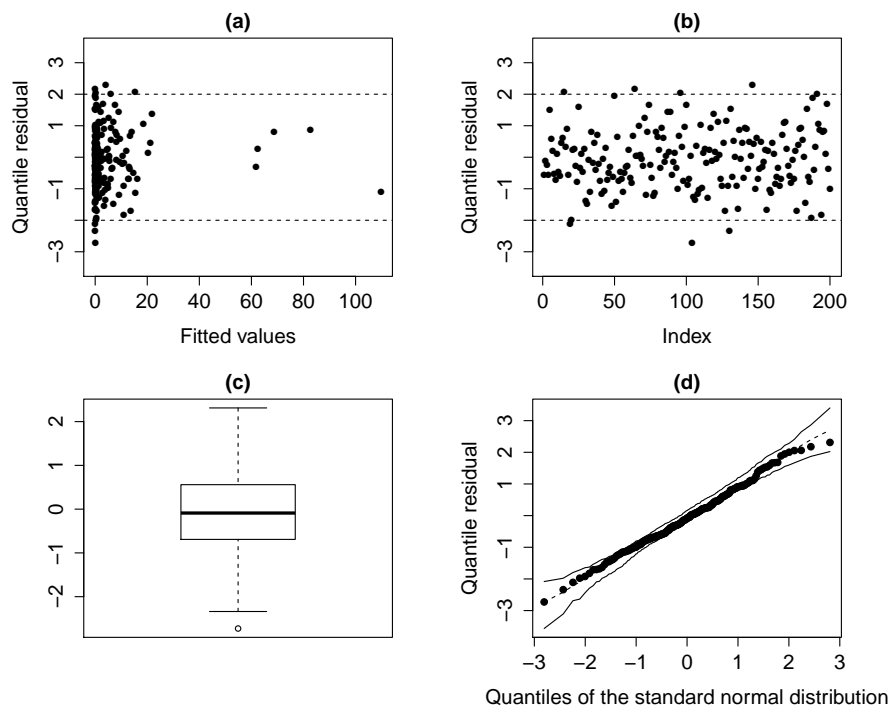 (a)
Quantile residual
3
2
1
−1
−3
0 20 40 60 80 100
Fitted values
(b)
Quantile residual
3
2
1
−1
−3
0 50 100 150 200
Index
(c)
2
1
0
−1
−2
(d)
Quantile residual
3
2
1
−1
−3
−3 −2 −1 0 1 2 3
Quantiles of the standard normal distribution